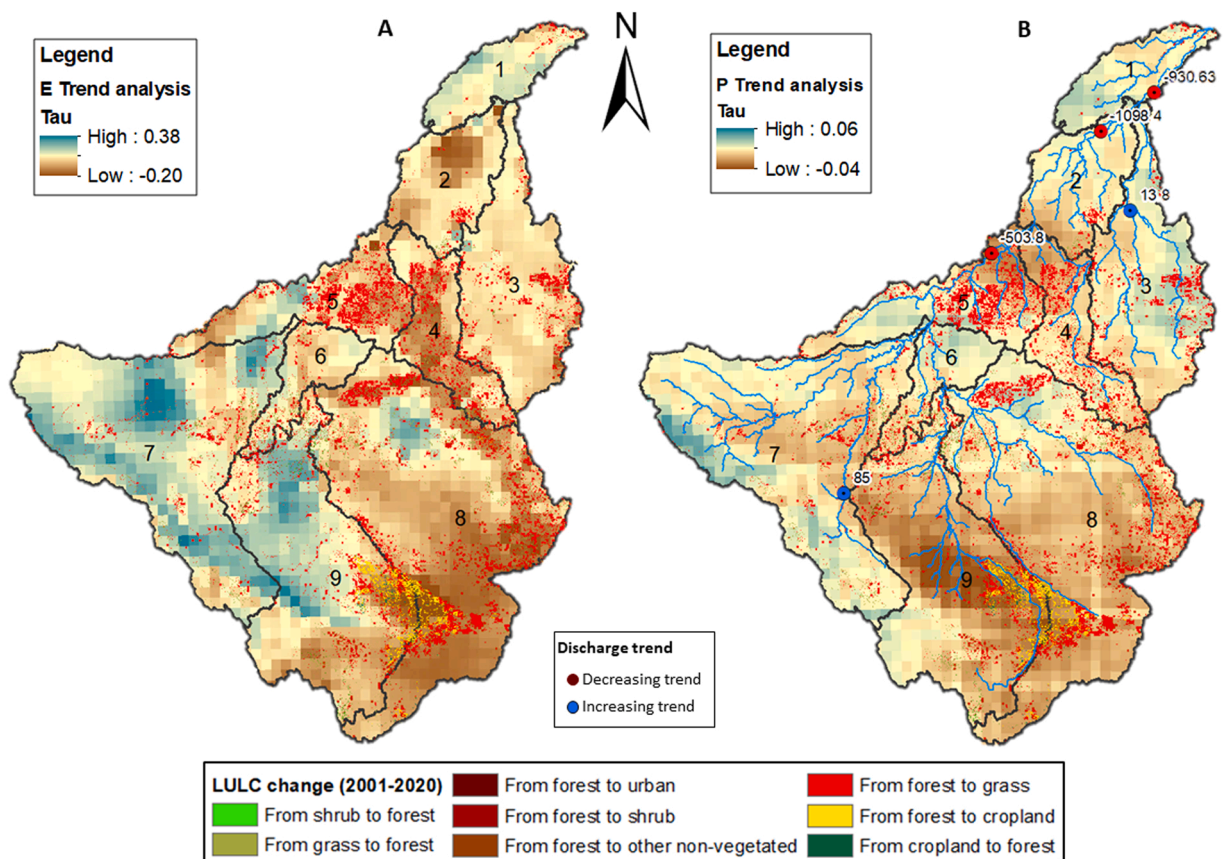 A
N
B
Legend
E Trend analysis
Tau
High : 0.38
Low : -0.20
1
2
3
4
5
6
7
8
9
Legend
P Trend analysis
Tau
High : 0.06
Low : -0.04
1
-930.63
-1098.4
2
13.8
-503.8
3
5
4
6
7
85
8
9
Discharge trend
Decreasing trend
Increasing trend
LULC change (2001-2020)
From shrub to forest
From grass to forest
From forest to urban
From forest to shrub
From forest to other non-vegetated
From forest to grass
From forest to cropland
From cropland to forest